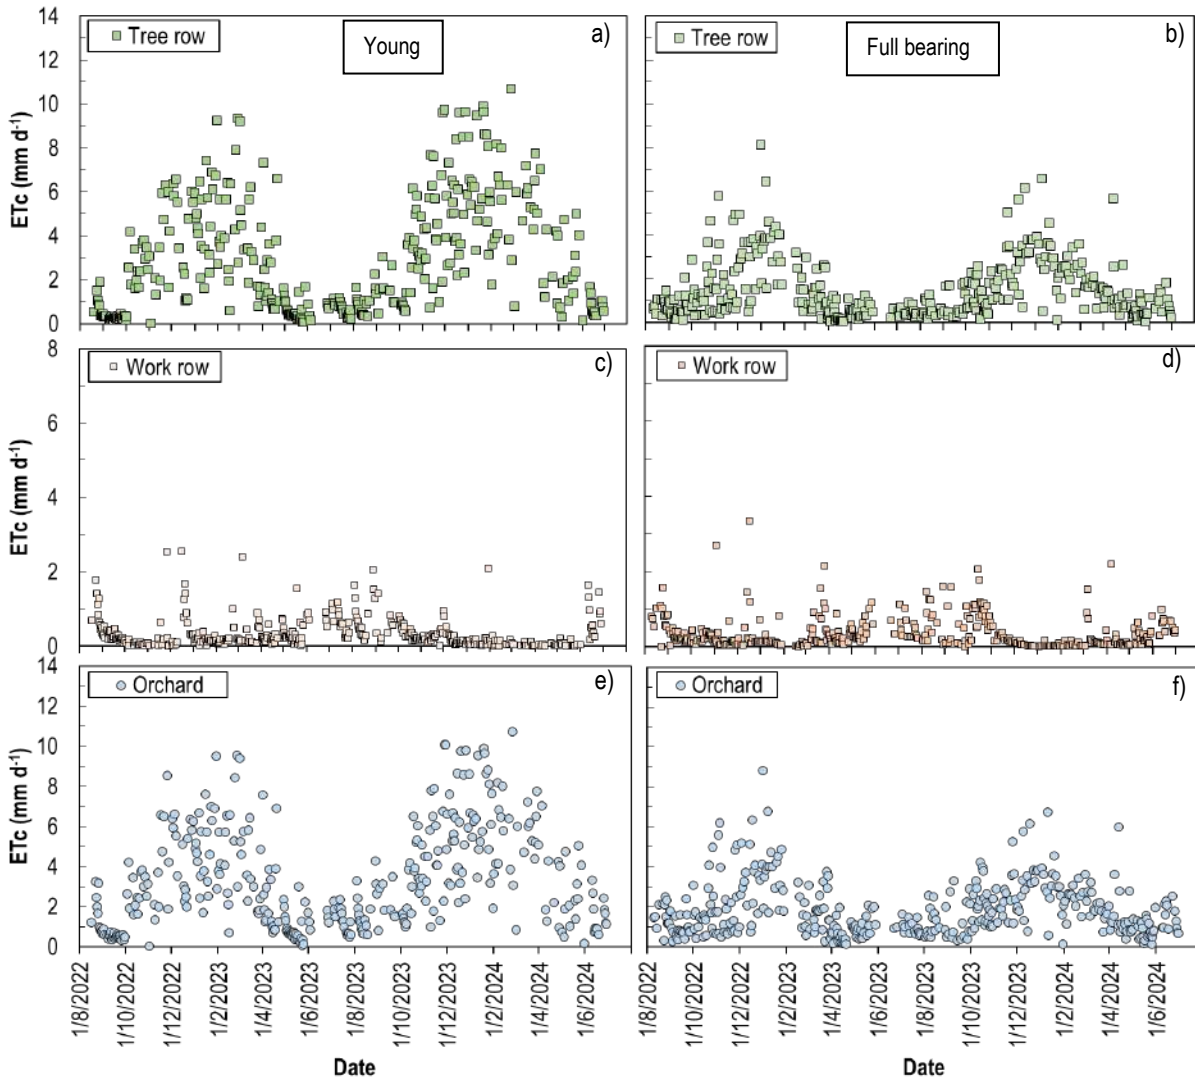 14
12
10
8
6
4
2
0
ETc (mm d-1)
Tree row
Young
a)
Tree row
Full bearing
b)
8
6
4
2
0
ETc (mm d-1)
Work row
c)
Work row
d)
14
12
10
8
6
4
2
0
ETc (mm d-1)
Orchard
e)
Orchard
f)
1/8/2022
1/10/2022
1/12/2022
1/2/2023
1/4/2023
1/6/2023
1/8/2023
1/10/2023
1/12/2023
1/2/2024
1/4/2024
1/6/2024
Date
1/8/2022
1/10/2022
1/12/2022
1/2/2023
1/4/2023
1/6/2023
1/8/2023
1/10/2023
1/12/2023
1/2/2024
1/4/2024
1/6/2024
Date